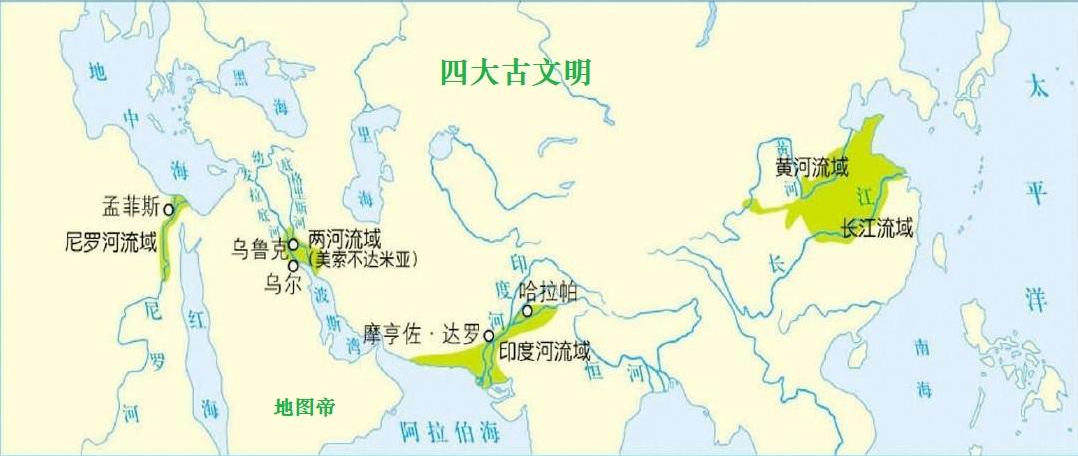 四大古文明
地中海
黑海
里海
幼发拉底河
底格里斯河
孟菲斯
尼罗河流域
乌鲁克
两河流域
(美索不达米亚)
乌尔
波斯湾
尼罗河
红海
地图帝
印度河
哈拉帕
摩亨佐·达罗
印度河流域
恒河
阿拉伯海
黄河
黄河流域
长江
长江流域
南海
太平洋